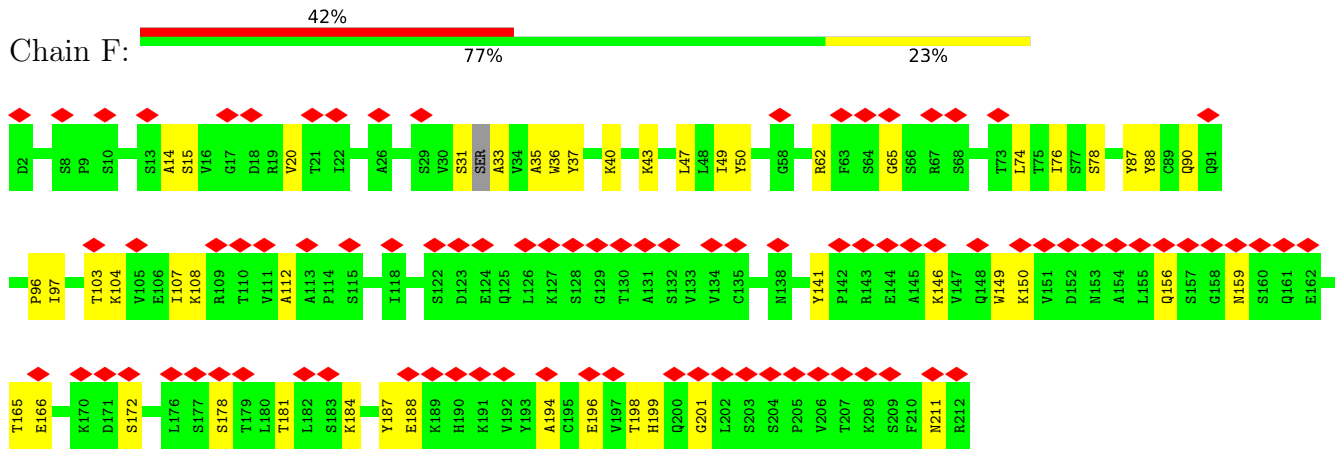 42%
Chain F:
77% 23%
D2 S8 P9 S10 S13 A14 S15 V16 G17 D18 R19 V20 T21 I22 A26 S29 V30 S31 SER A33 V34 A35 W36 Y37 K40 K43 L47 L48 I49 Y50 G58 R62 F63 S64 G65 S66 R67 S68 T73 L74 T75 I76 S77 S78 Y87 Y88 C89 Q90 Q91
P96 I97 T103 K104 V105 E106 I107 K108 R109 T110 V111 A112 A113 P114 S115 I118 S122 D123 E124 Q125 L126 K127 S128 G129 T130 A131 S132 V133 V134 C135 N138 Y141 P142 R143 E144 A145 K146 V147 Q148 W149 K150 V151 D152 N153 A154 L155 Q156 S157 G158 N159 S160 Q161 E162
T165 E166 K170 D171 S172 L176 S177 S178 T179 L180 T181 L182 S183 K184 Y187 E188 K189 H190 K191 V192 Y193 A194 C195 E196 V197 T198 H199 Q200 G201 L202 S203 S204 P205 V206 T207 K208 S209 F210 N211 R212